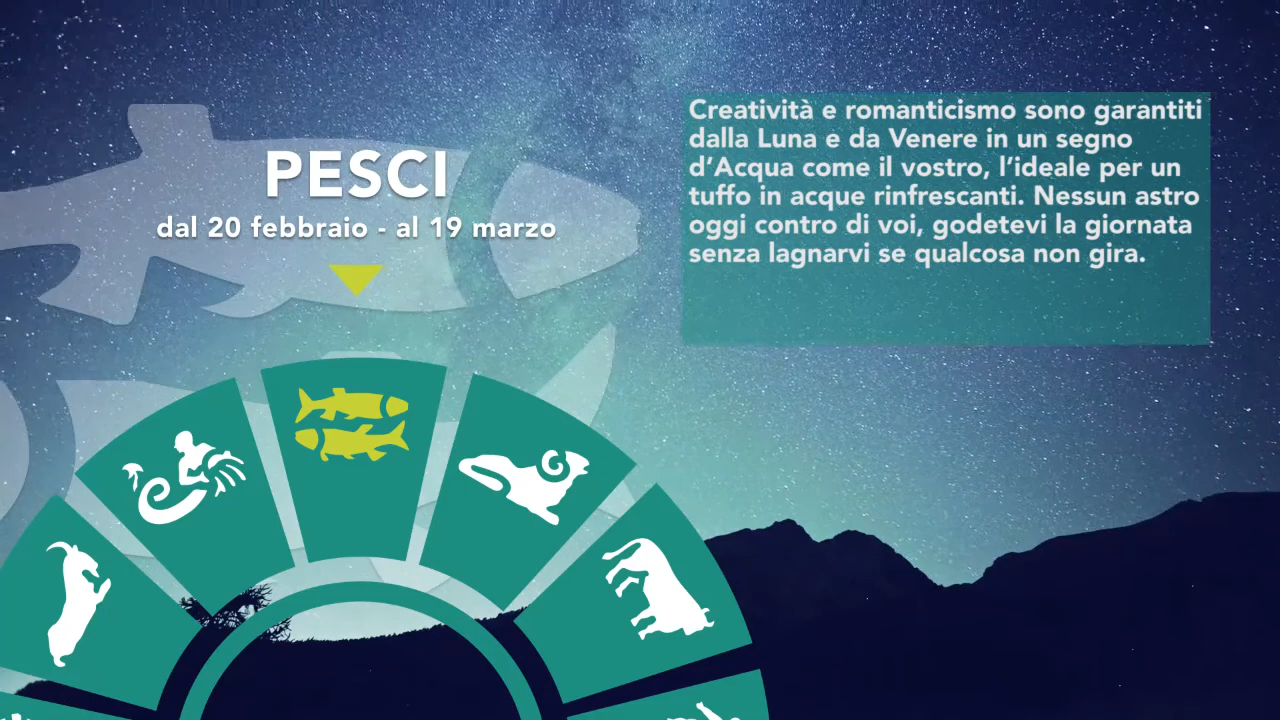 PESCI
dal 20 febbraio - al 19 marzo
Creatività e romanticismo sono garantiti
dalla Luna e da Venere in un segno
d’Acqua come il vostro, l’ideale per un
tuffo in acque rinfrescanti. Nessun astro
oggi contro di voi, godetevi la giornata
senza lagnarvi se qualcosa non gira.